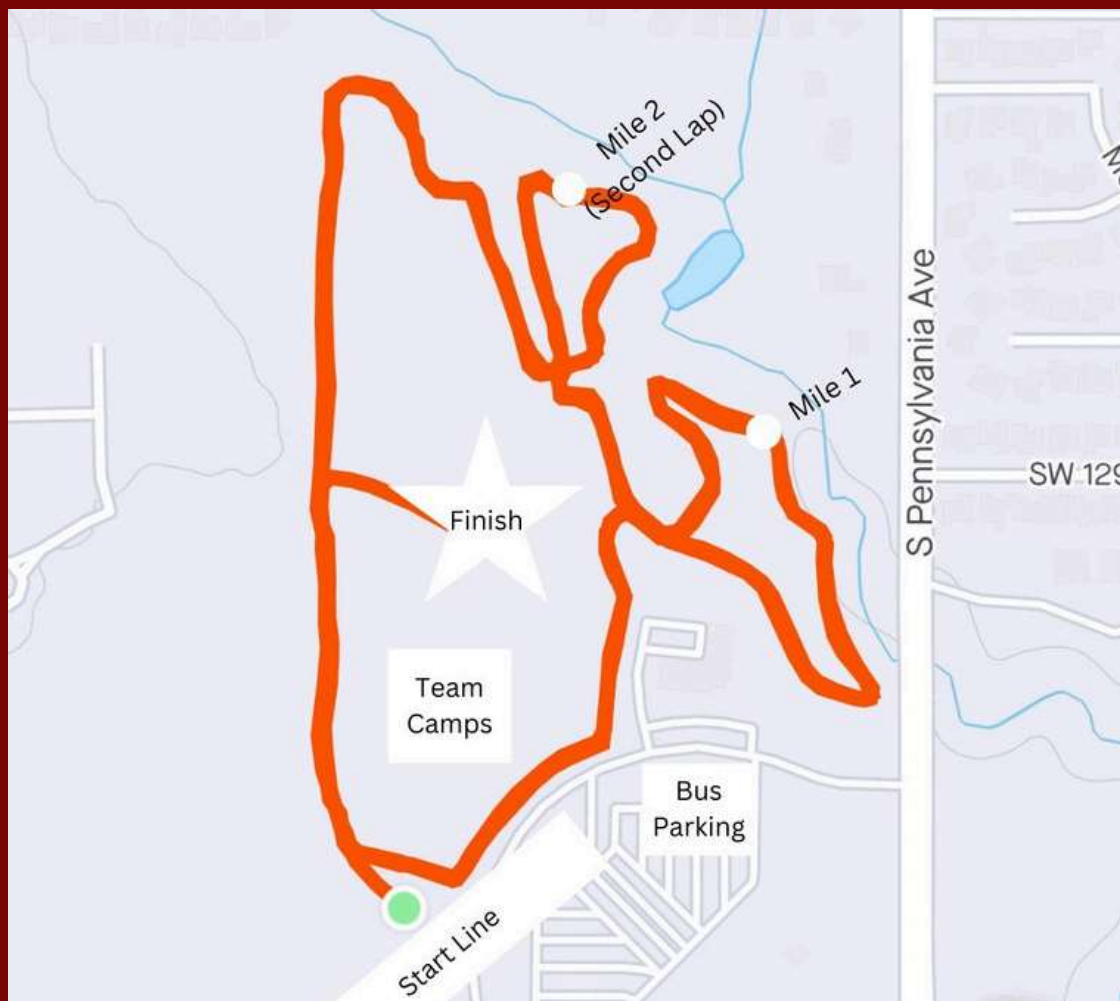 Mile 2
(Second Lap)
Mile 1
S Pennsylvania Ave
SW 129
Finish
Team
Camps
Bus
Parking
Start Line